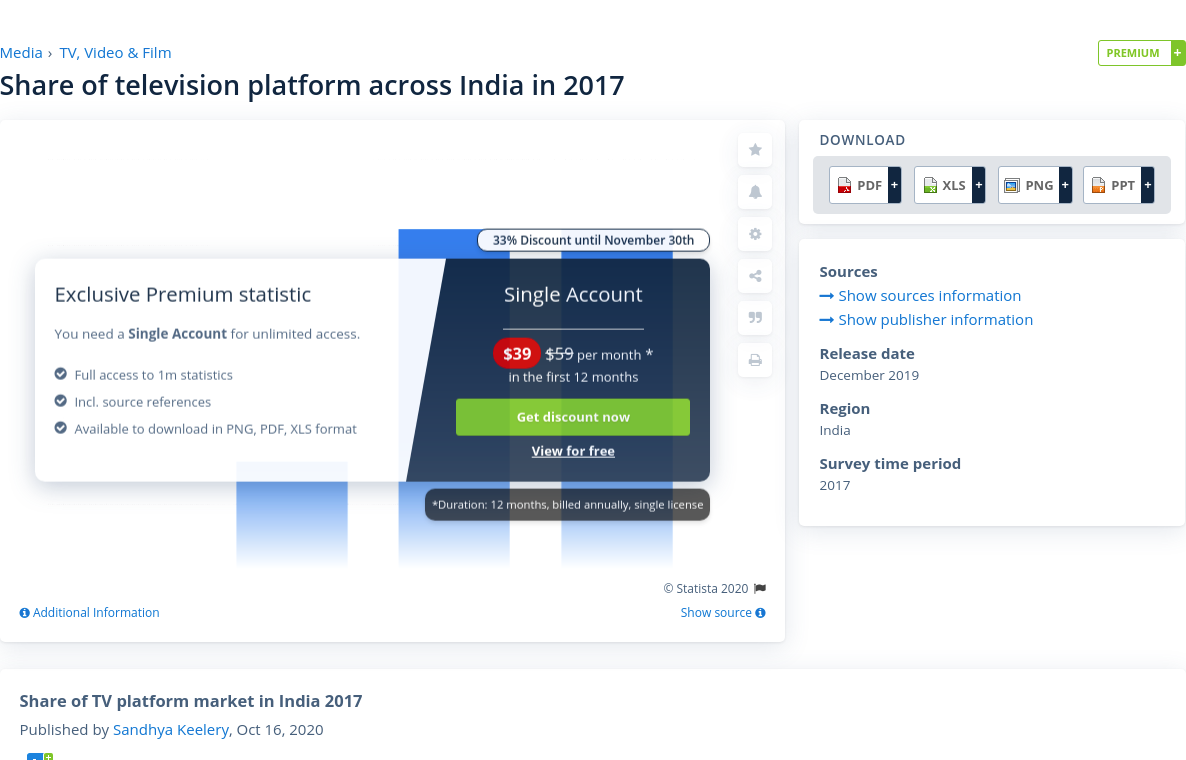 Media › TV, Video & Film
PREMIUM +
Share of television platform across India in 2017
33% Discount until November 30th
Exclusive Premium statistic
You need a Single Account for unlimited access.
Full access to 1m statistics
Incl. source references
Available to download in PNG, PDF, XLS format
Single Account
$39 $59 per month *
in the first 12 months
Get discount now
View for free
*Duration: 12 months, billed annually, single license
© Statista 2020
Additional Information
Show source
DOWNLOAD
PDF + XLS + PNG + PPT +
Sources
Show sources information
Show publisher information
Release date
December 2019
Region
India
Survey time period
2017
Share of TV platform market in India 2017
Published by Sandhya Keelery, Oct 16, 2020